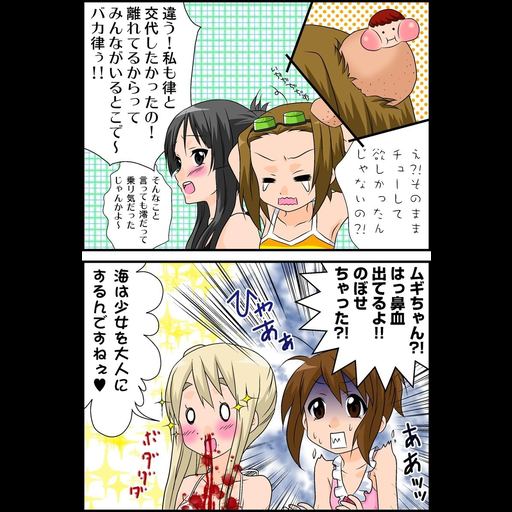 え？！そのまま
チューして
欲しかったん
じゃないの？！
違う！私も律と
交代したかったの！
離れてるからって
みんながいるとこで～
バカ律ぅ！！
そんなこと
言っても澪だって
乗り気だった
じゃんかよ～
ムギちゃん？！
はっ鼻血
出てるよ！！
のぼせ
ちゃった？！
ああッッ
ひゃああ
海は少女を大人に
するんですねぇ♥
ボダダダ